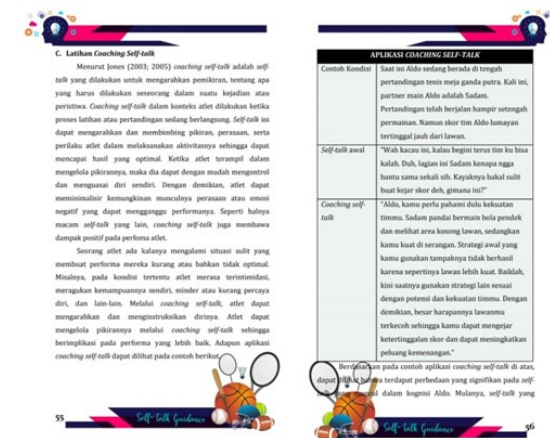 C. Latihan Coaching Self-talk
Menurut Jones (2003; 2005) coaching self-talk adalah self-
talk yang dilakukan untuk mengarahkan pemikiran, tentang apa
yang harus dilakukan seseorang dalam suatu kejadian atau
peristiwa. Coaching self-talk dalam konteks atlet dilakukan ketika
proses latihan atau pertandingan sedang berlangsung. Self-talk ini
dapat mengarahkan dan membimbing pikiran, perasaan, serta
perilaku atlet dalam melaksanakan aktivitasnya sehingga dapat
mencapai hasil yang optimal. Ketika atlet terampil dalam
mengelola pikirannya, maka dia dapat dengan mudah mengontrol
dan menguasai diri sendiri. Dengan demikian, atlet dapat
meminimalisir kemungkinan munculnya perasaan atau emosi
negatif yang dapat mengganggu performanya. Seperti halnya
macam self-talk yang lain, coaching self-talk juga membawa
dampak positif pada perfoma atlet.
Seorang atlet ada kalanya mengalami situasi sulit yang
membuat performa mereka kurang atau bahkan tidak optimal.
Misalnya, pada kondisi tertentu atlet merasa terintimidasi,
meragukan kemampuannya sendiri, minder atau kurang percaya
diri, dan lain-lain. Melalui coaching self-talk, atlet dapat
mengarahkan dan menginstruksikan dirinya. Atlet dapat
mengelola pikirannya melalui coaching self-talk sehingga
berimplikasi pada performa yang lebih baik. Adapun aplikasi
coaching self-talk dapat dilihat pada contoh berikut.
55
Self-Talk Guidance
APLIKASI COACHING SELF-TALK
Contoh Kondisi
Saat ini Aldo sedang berada di tengah
pertandingan tenis meja ganda putra. Kali ini,
partner main Aldo adalah Sadam.
Pertandingan telah berjalan hampir setengah
permainan. Namun skor tim Aldo lumayan
tertinggal jauh dari lawan.
Self-talk awal
"Wah kacau ini, kalau begini terus tim ku bisa
kalah. Duh, lagian ini Sadam kenapa ngga
bantu sama sekali sih. Kayaknya bakal sulit
buat kejar skor deh, gimana ini?"
Coaching self-
talk
"Aldo, kamu perlu pahami dulu kekuatan
timmu. Sadam pandai bermain bola pendek
dan melihat area kosong lawan, sedangkan
kamu kuat di serangan. Strategi awal yang
kamu gunakan tampaknya tidak berhasil
karena sepertinya lawan lebih kuat. Baiklah,
kini saatnya gunakan strategi lain sesuai
dengan potensi dan kekuatan timmu. Dengan
demikian, besar harapannya lawanmu
terkecoh sehingga kamu dapat mengejar
ketertinggalan skor dan dapat meningkatkan
peluang kemenangan."
Berdasarkan pada contoh aplikasi coaching self-talk di atas,
dapat dilihat bahwa terdapat perbedaan yang signifikan pada self-
talk yang muncul dalam kognisi Aldo. Mulanya, self-talk yang
Self-Talk Guidance
56